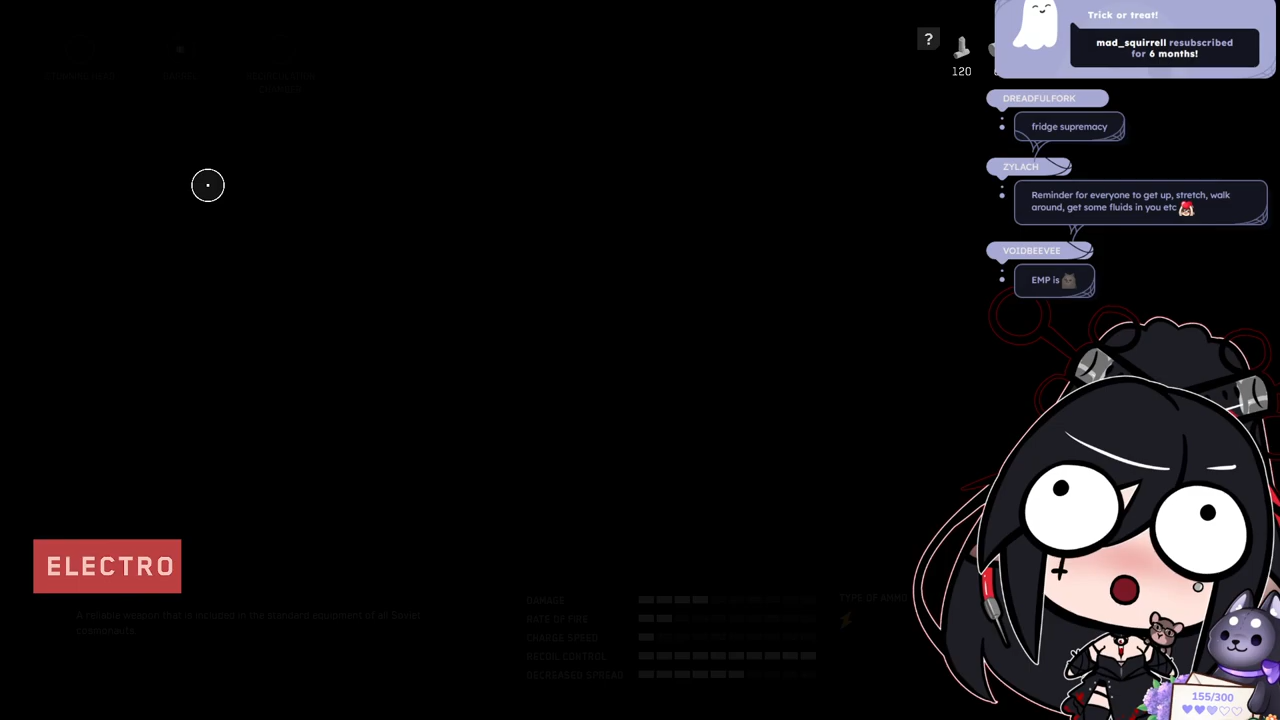 ?
120
Trick or treat!
mad_squirrell resubscribed
for 6 months!
DREADFULFORK
fridge supremacy
ZYLACH
Reminder for everyone to get up, stretch, walk
around, get some fluids in you etc
VOIDBEEVEE
EMP is
ELECTRO
A reliable weapon that is included in the standard equipment of all Soviet
cosmonauts.
DAMAGE
RATE OF FIRE
CHARGE SPEED
RECOIL CONTROL
DECREASED SPREAD
TYPE OF AMMO
155/300